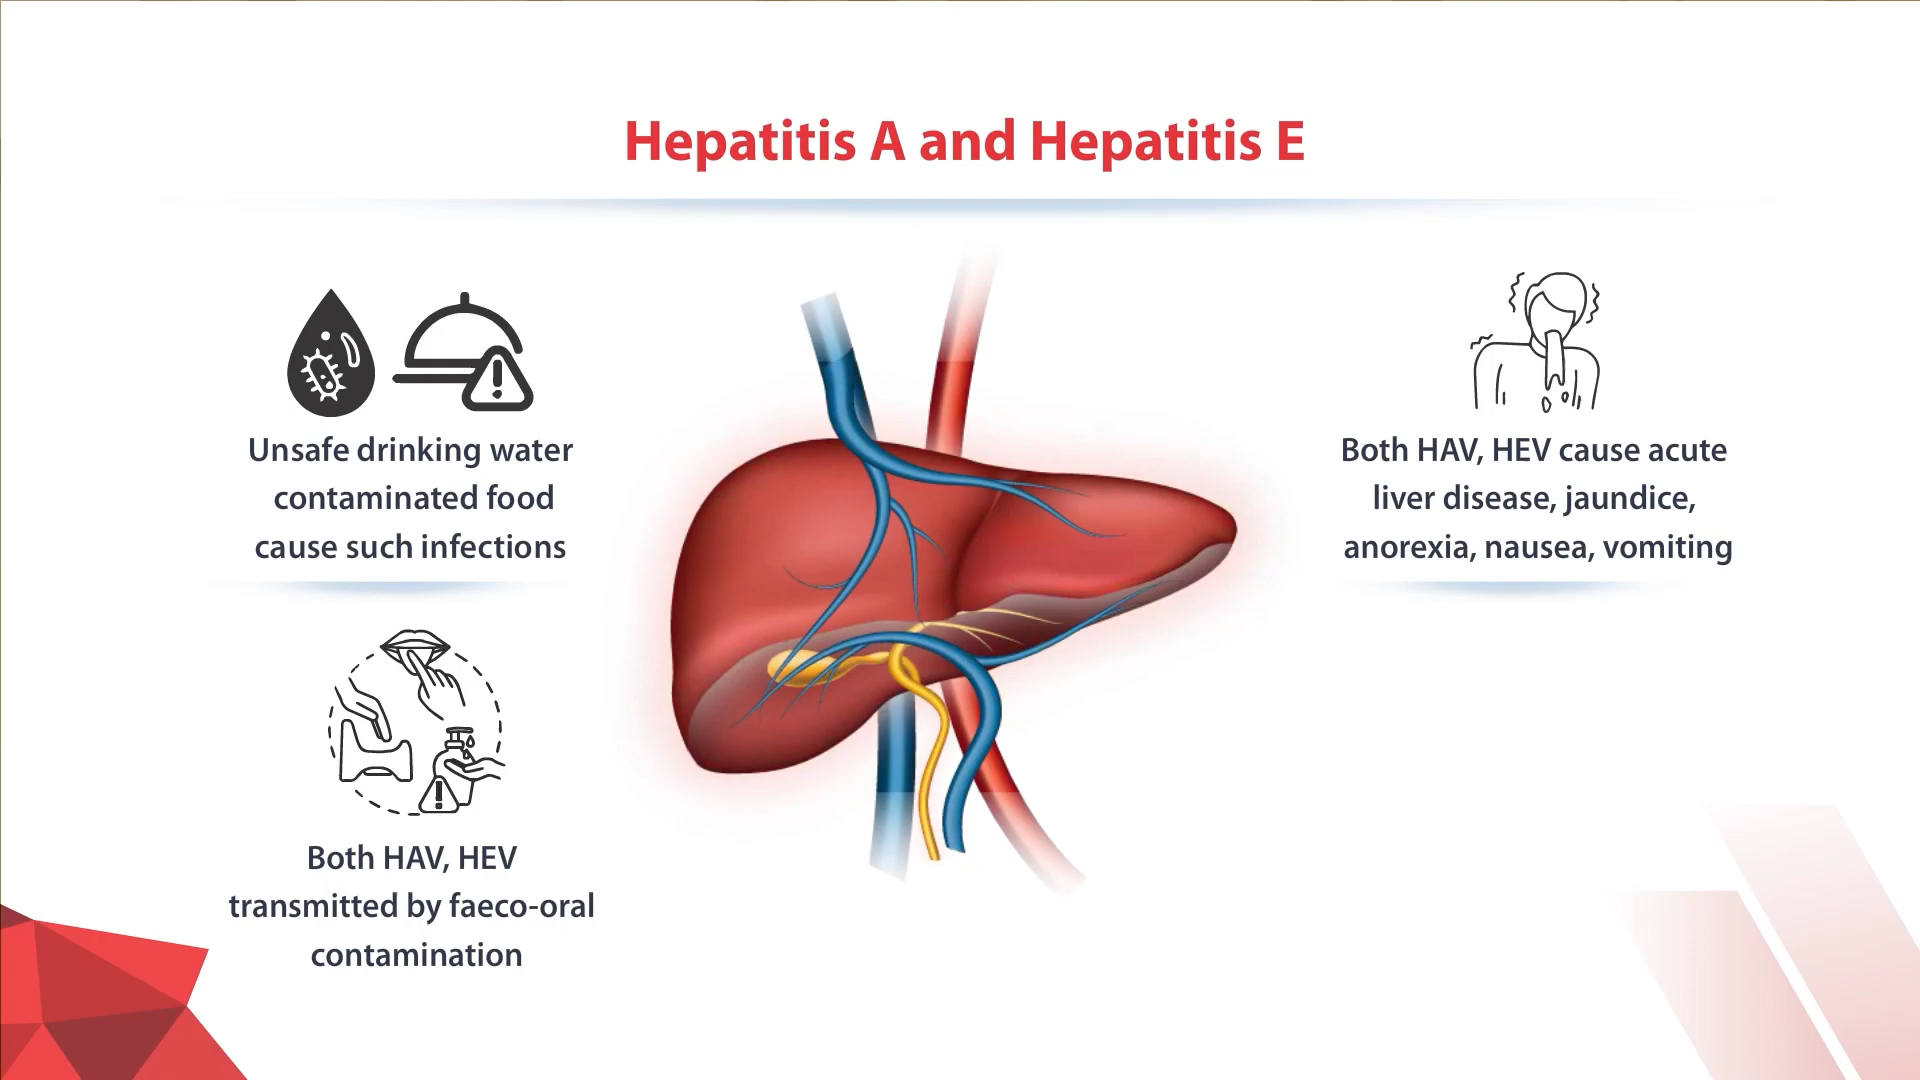 Hepatitis A and Hepatitis E
Unsafe drinking water
contaminated food
cause such infections
Both HAV, HEV
transmitted by faeco-oral
contamination
Both HAV, HEV cause acute
liver disease, jaundice,
anorexia, nausea, vomiting